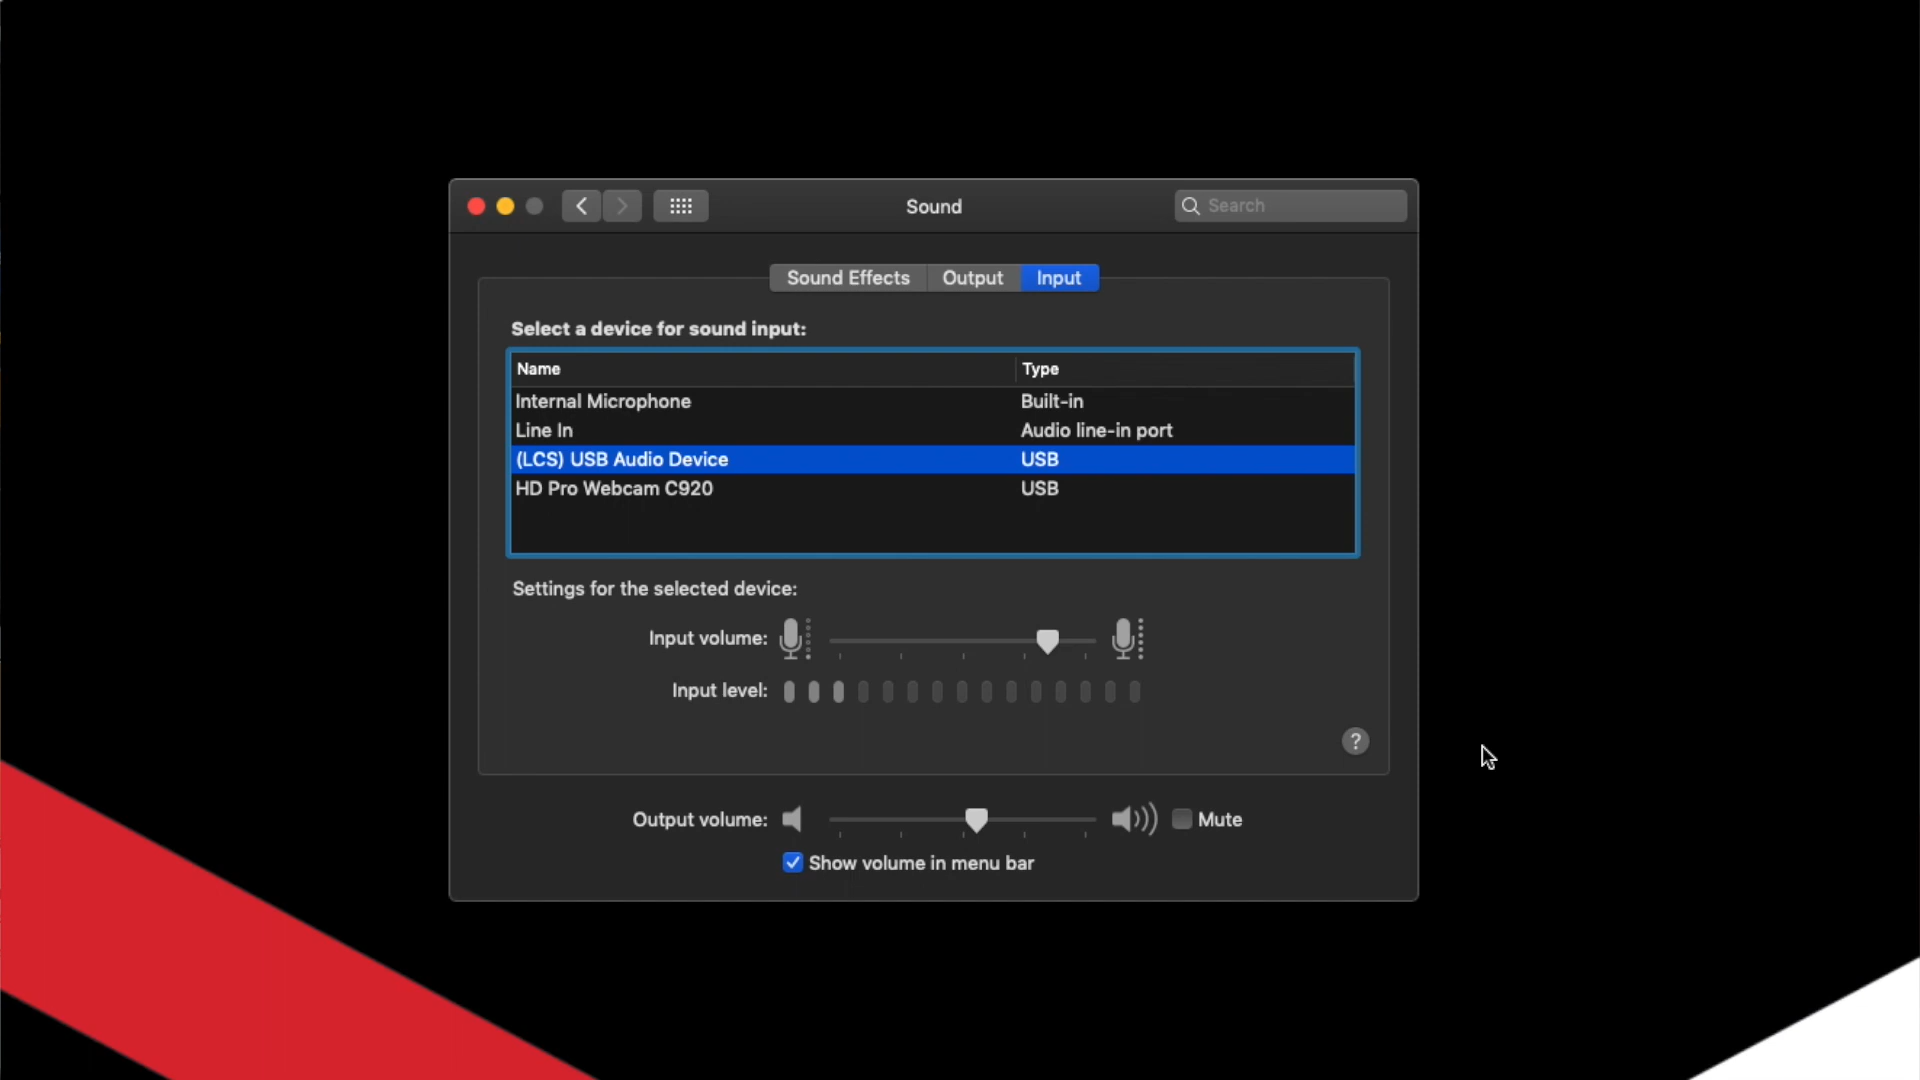 Sound
Search
Sound Effects Output Input
Select a device for sound input:
Name Type
Internal Microphone Built-in
Line In Audio line-in port
(LCS) USB Audio Device USB
HD Pro Webcam C920 USB
Settings for the selected device:
Input volume:
Input level:
?
Output volume: Mute
Show volume in menu bar